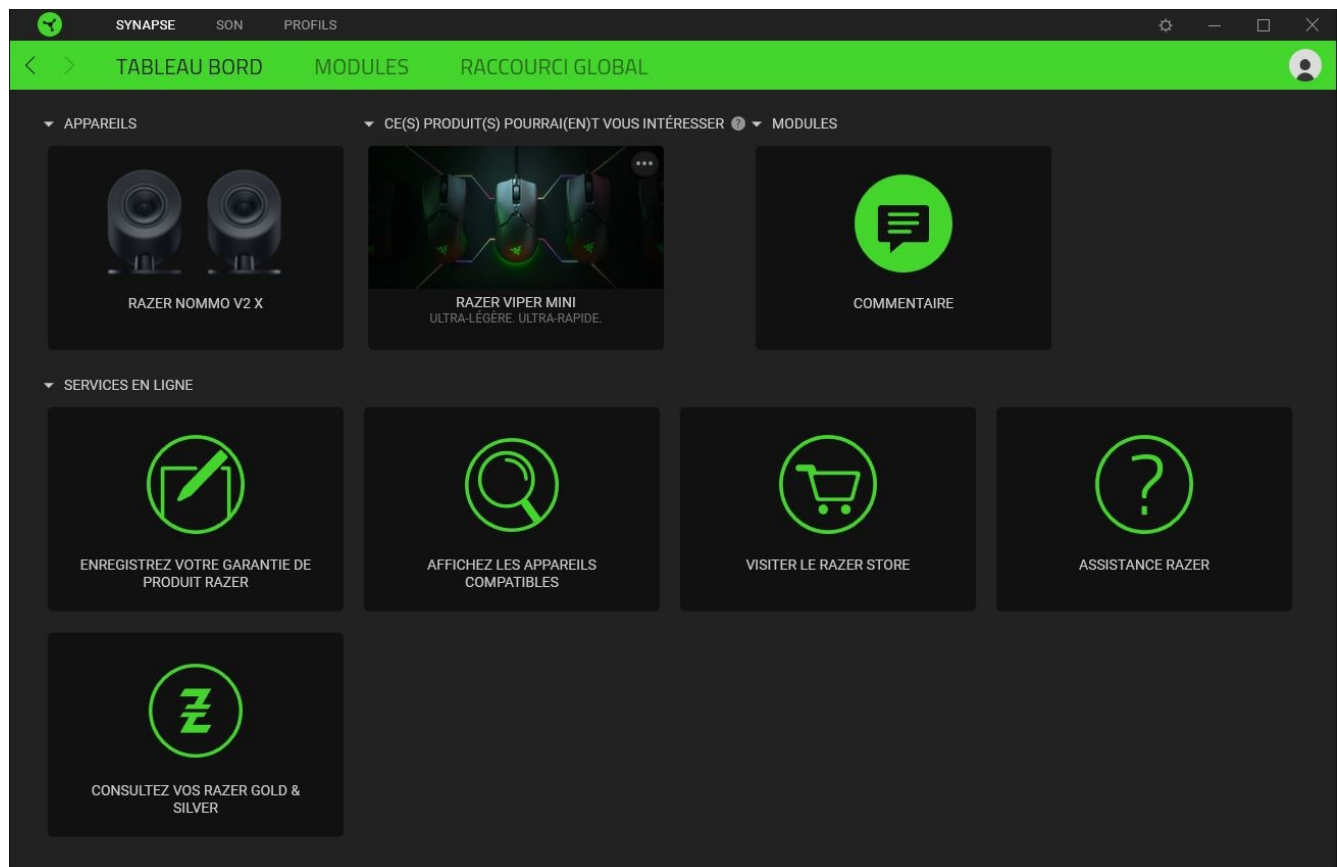 SYNAPSE SON PROFILS
TABLEAU BORD MODULES RACCOURCI GLOBAL
APPAREILS
CE(S) PRODUIT(S) POURRAI(EN)T VOUS INTÉRESSER ?
MODULES
RAZER NOMMO V2 X
RAZER VIPER MINI
ULTRA-LÉGÈRE. ULTRA-RAPIDE.
COMMENTAIRE
SERVICES EN LIGNE
ENREGISTREZ VOTRE GARANTIE DE
PRODUIT RAZER
AFFICHEZ LES APPAREILS
COMPATIBLES
VISITER LE RAZER STORE
?
ASSISTANCE RAZER
CONSULTEZ VOS RAZER GOLD &
SILVER